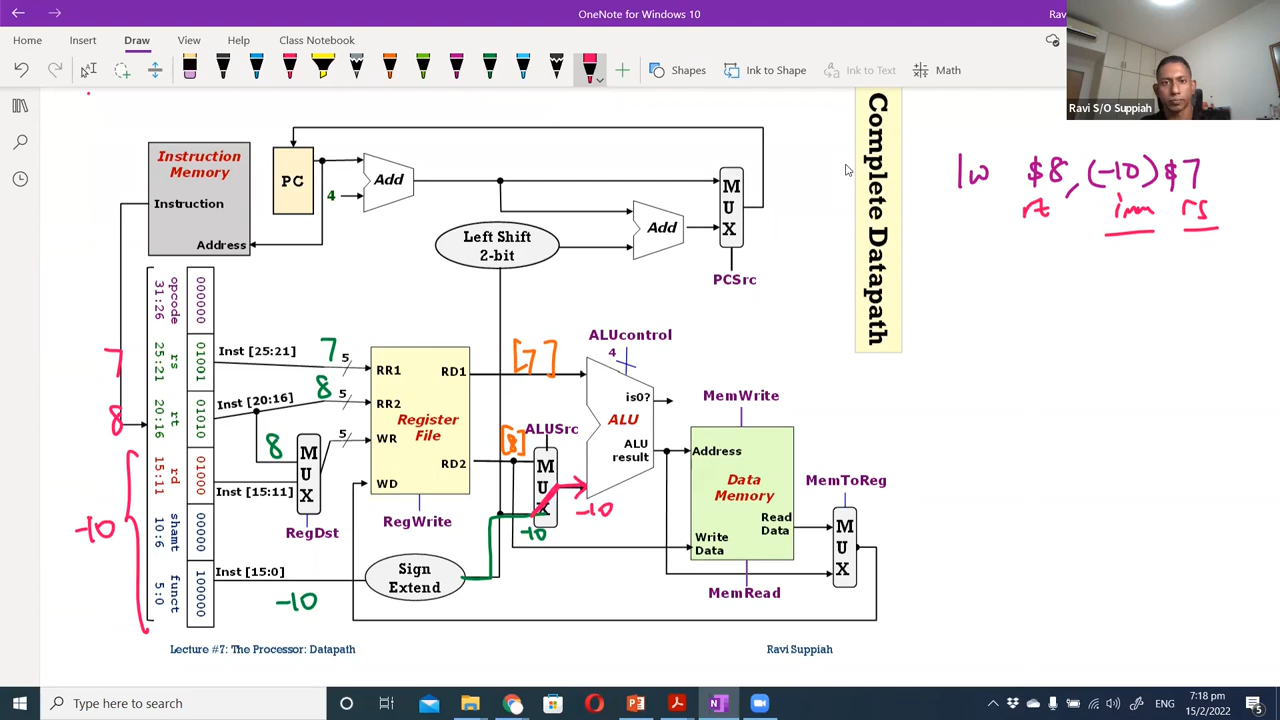 OneNote for Windows 10
Ravi
Home Insert Draw View Help Class Notebook
Shapes Ink to Shape Ink to Text Math
Ravi S/O Suppiah
Complete Datapath
lw $8, (-10) $7
rt imm rs
Instruction Memory
Instruction
Address
PC
4
Add
Left Shift 2-bit
Add
MUX
PCSrc
opcode 31:26 000000
rs 25:21 01001
rt 20:16 01010
rd 15:11 01000
shamt 10:6 00000
funct 5:0 100000
7
8
-10
Inst [25:21] 7 5
Inst [20:16] 8 5
8 MUX 5
Inst [15:11]
RegDst
Inst [15:0]
-10
RR1 RD1
RR2
Register File
WR
RD2
WD
RegWrite
Sign Extend
[7]
[8]
ALUSrc
MUX
-10
-10
ALUcontrol
4
is0?
ALU
ALU result
MemWrite
Address
Data Memory
Read Data
Write Data
MemRead
MemToReg
MUX
Lecture #7: The Processor: Datapath
Ravi Suppiah
Type here to search
ENG
7:18 pm
15/2/2022
5